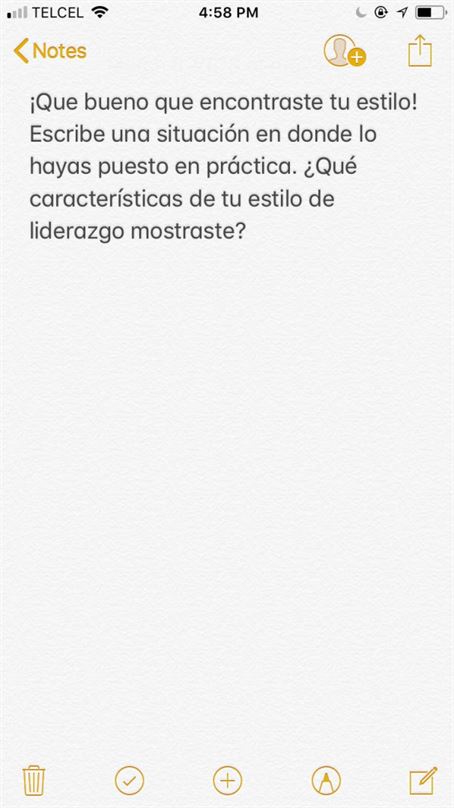 TELCEL 4:58 PM
Notes
¡Que bueno que encontraste tu estilo!
Escribe una situación en donde lo
hayas puesto en práctica. ¿Qué
características de tu estilo de
liderazgo mostraste?